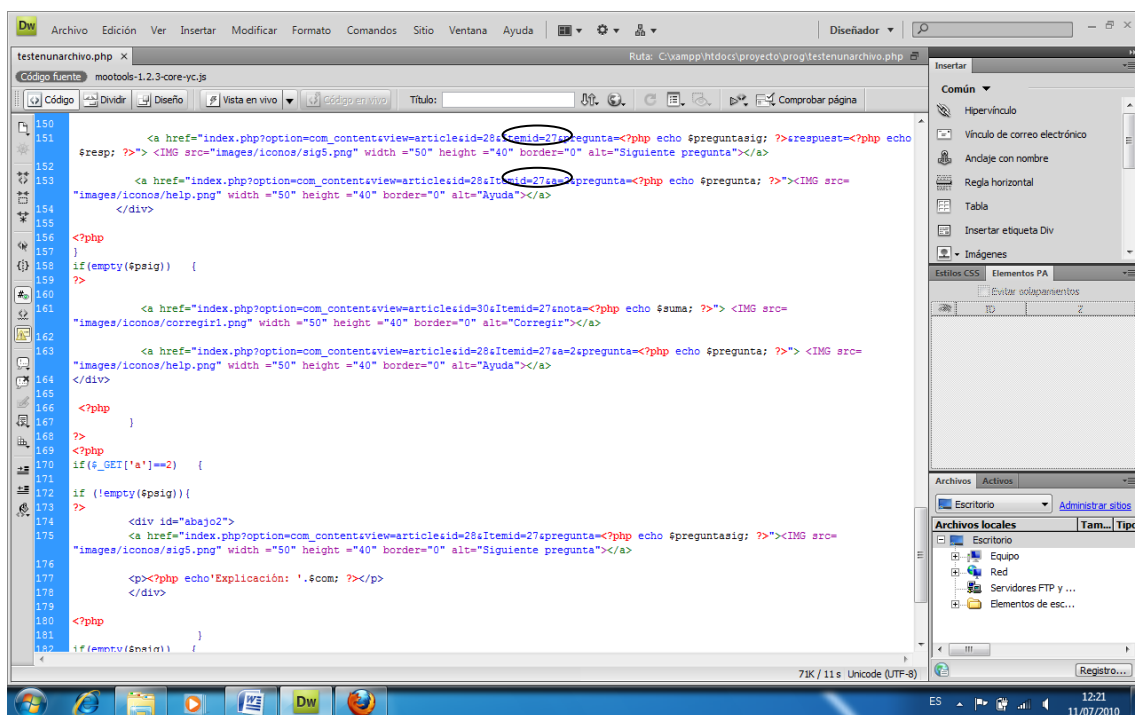 Dw Archivo Edición Ver Insertar Modificar Formato Comandos Sitio Ventana Ayuda Diseñador
testenunarchivo.php × Ruta: C:\xampp\htdocs\proyecto\prog\testenunarchivo.php
Código fuente mootools-1.2.3-core-yc.js
Código Dividir Diseño Vista en vivo Código en vivo Título: Comprobar página
150
151 <a href="index.php?option=com_content&view=article&id=28&Itemid=27&pregunta=<?php echo $preguntasig; ?>&respuest=<?php echo
$resp; ?>"> <IMG src="images/iconos/sig5.png" width ="50" height ="40" border="0" alt="Siguiente pregunta"></a>
152
153 <a href="index.php?option=com_content&view=article&id=28&Itemid=27&a=2&pregunta=<?php echo $pregunta; ?>"><IMG src=
"images/iconos/help.png" width ="50" height ="40" border="0" alt="Ayuda"></a>
154 </div>
155
156 <?php
157 }
158 if(empty($psig)) {
159 ?>
160
161 <a href="index.php?option=com_content&view=article&id=30&Itemid=27&nota=<?php echo $suma; ?>"> <IMG src=
"images/iconos/corregir1.png" width ="50" height ="40" border="0" alt="Corregir"></a>
162
163 <a href="index.php?option=com_content&view=article&id=28&Itemid=27&a=2&pregunta=<?php echo $pregunta; ?>"> <IMG src=
"images/iconos/help.png" width ="50" height ="40" border="0" alt="Ayuda"></a>
164 </div>
165
166 <?php
167 }
168 ?>
169 <?php
170 if($_GET['a']==2) {
171
172 if (!empty($psig)){
173 ?>
174 <div id="abajo2">
175 <a href="index.php?option=com_content&view=article&id=28&Itemid=27&pregunta=<?php echo $preguntasig; ?>"><IMG src=
"images/iconos/sig5.png" width ="50" height ="40" border="0" alt="Siguiente pregunta"></a>
176
177 <p><?php echo'Explicación: '.$com; ?></p>
178 </div>
179
180 <?php
181 }
182 if(empty($psig)) {
71K / 11 s Unicode (UTF-8)
Insertar
Común
Hipervínculo
Vínculo de correo electrónico
Anclaje con nombre
Regla horizontal
Tabla
Insertar etiqueta Div
Imágenes
Estilos CSS Elementos PA
Evitar solapamientos
ID Z
Archivos Activos
Escritorio Administrar sitios
Archivos locales Tam... Tipo
Escritorio
Equipo
Red
Servidores FTP y ...
Elementos de esc...
Registro...
Dw
ES 12:21
11/07/2010